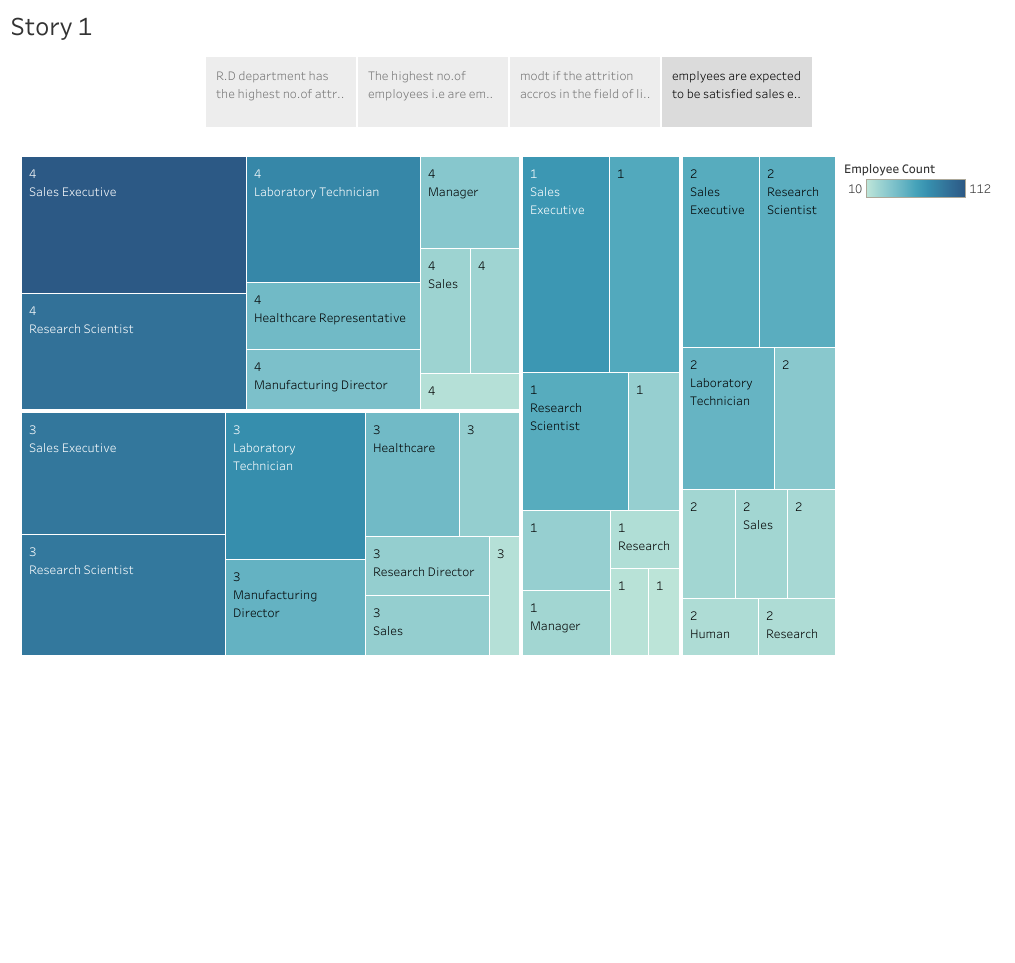 Story 1
R.D department has
the highest no.of attr..
The highest no.of
employees i.e are em..
modt if the attrition
accros in the field of li..
emplyees are expected
to be satisfied sales e..
4
Sales Executive
4
Research Scientist
4
Laboratory Technician
4
Healthcare Representative
4
Manufacturing Director
4
Manager
4
Sales
4
4
3
Sales Executive
3
Research Scientist
3
Laboratory
Technician
3
Manufacturing
Director
3
Healthcare
3
3
Research Director
3
Sales
3
1
Sales
Executive
1
1
Research
Scientist
1
1
1
Manager
1
Research
1
1
2
Sales
Executive
2
Research
Scientist
2
Laboratory
Technician
2
2
2
Sales
2
2
Human
2
Research
Employee Count
10
112